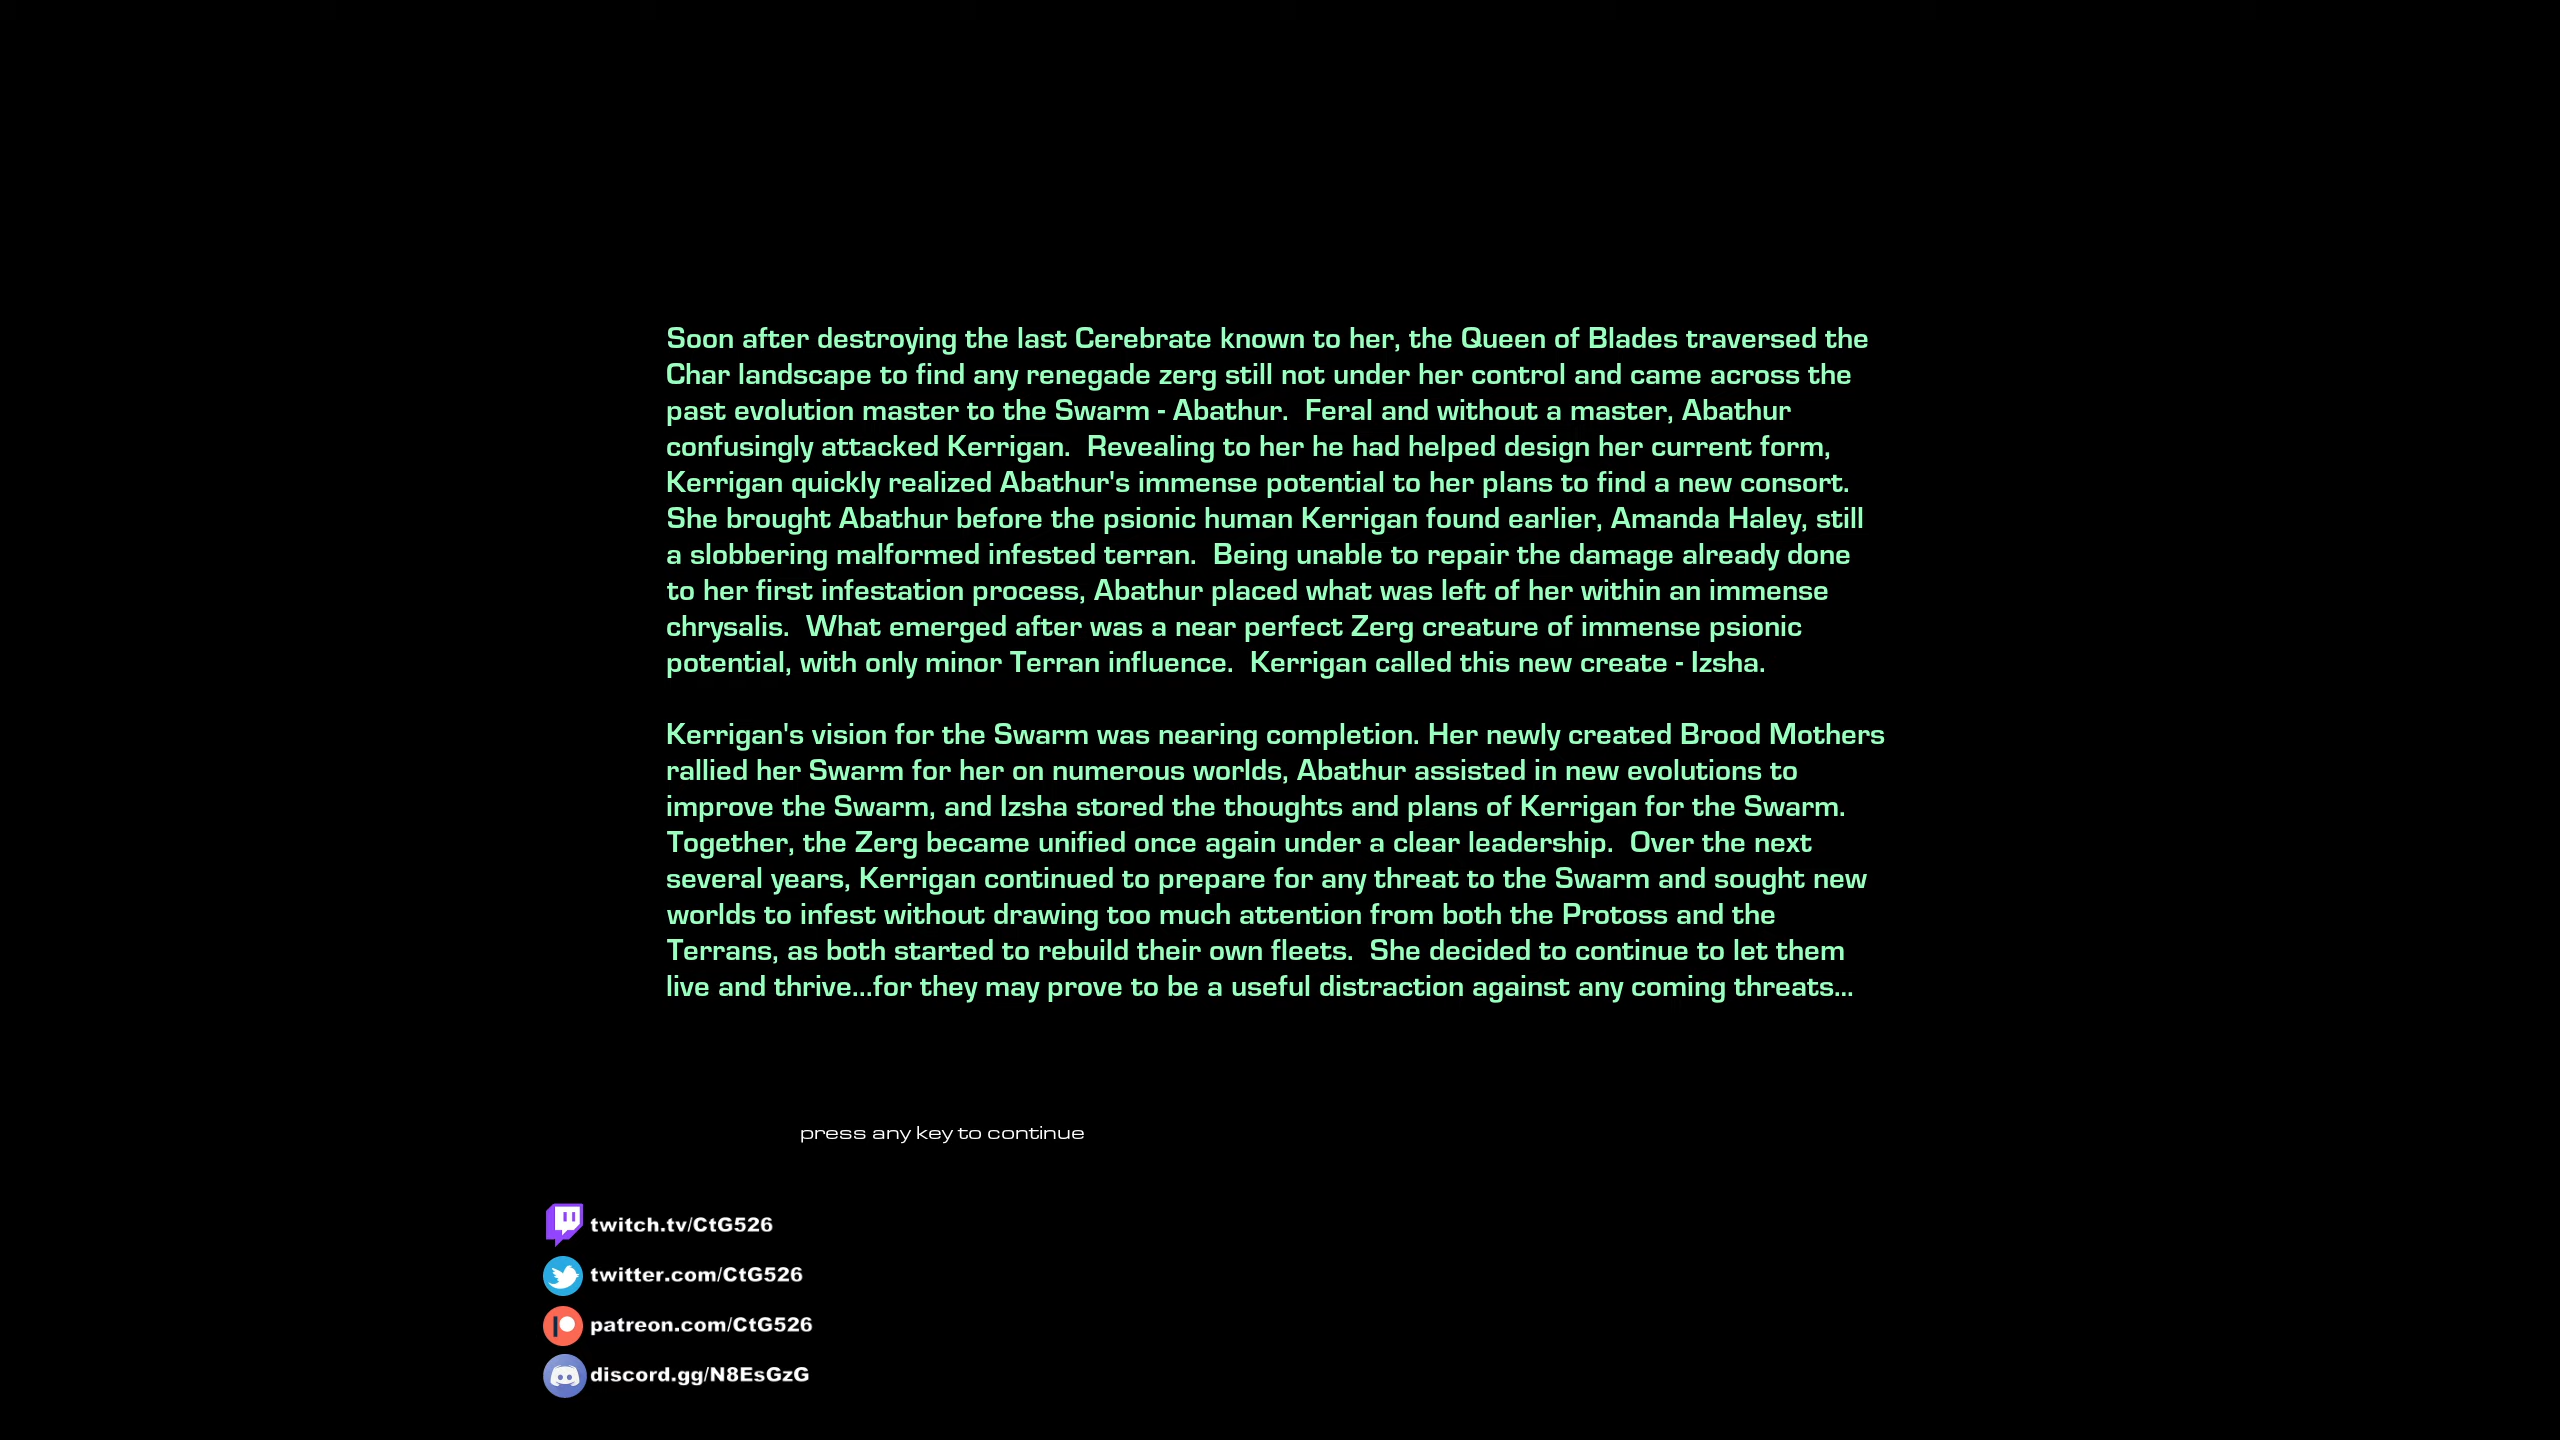 Soon after destroying the last Cerebrate known to her, the Queen of Blades traversed the
Char landscape to find any renegade zerg still not under her control and came across the
past evolution master to the Swarm - Abathur.  Feral and without a master, Abathur
confusingly attacked Kerrigan.  Revealing to her he had helped design her current form,
Kerrigan quickly realized Abathur's immense potential to her plans to find a new consort.
She brought Abathur before the psionic human Kerrigan found earlier, Amanda Haley, still
a slobbering malformed infested terran.  Being unable to repair the damage already done
to her first infestation process, Abathur placed what was left of her within an immense
chrysalis.  What emerged after was a near perfect Zerg creature of immense psionic
potential, with only minor Terran influence.  Kerrigan called this new create - Izsha.

Kerrigan's vision for the Swarm was nearing completion. Her newly created Brood Mothers
rallied her Swarm for her on numerous worlds, Abathur assisted in new evolutions to
improve the Swarm, and Izsha stored the thoughts and plans of Kerrigan for the Swarm.
Together, the Zerg became unified once again under a clear leadership.  Over the next
several years, Kerrigan continued to prepare for any threat to the Swarm and sought new
worlds to infest without drawing too much attention from both the Protoss and the
Terrans, as both started to rebuild their own fleets.  She decided to continue to let them
live and thrive...for they may prove to be a useful distraction against any coming threats...
press any key to continue
twitch.tv/CtG526
twitter.com/CtG526
patreon.com/CtG526
discord.gg/N8EsGzG